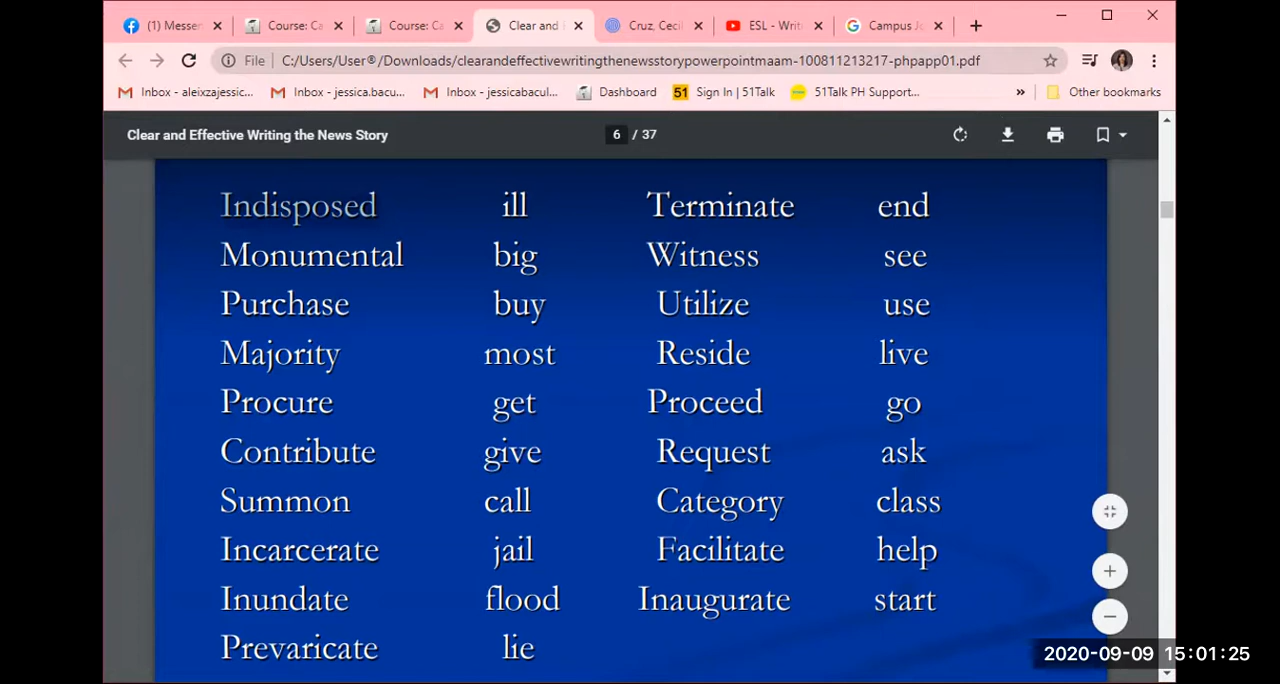 (1) Messen
Course: Ca
Course: Ca
Clear and
Cruz, Cecil
ESL - Writ
Campus Jo
File C:/Users/User®/Downloads/clearandeffectivewritingthenewsstorypowerpointmaam-100811213217-phpapp01.pdf
Inbox - aleixzajessic... Inbox - jessica.bacu... Inbox - jessicabacul... Dashboard 51 Sign In | 51Talk 51Talk PH Support... » Other bookmarks
Clear and Effective Writing the News Story 6 / 37
Indisposed ill Terminate end
Monumental big Witness see
Purchase buy Utilize use
Majority most Reside live
Procure get Proceed go
Contribute give Request ask
Summon call Category class
Incarcerate jail Facilitate help
Inundate flood Inaugurate start
Prevaricate lie
2020-09-09 15:01:25